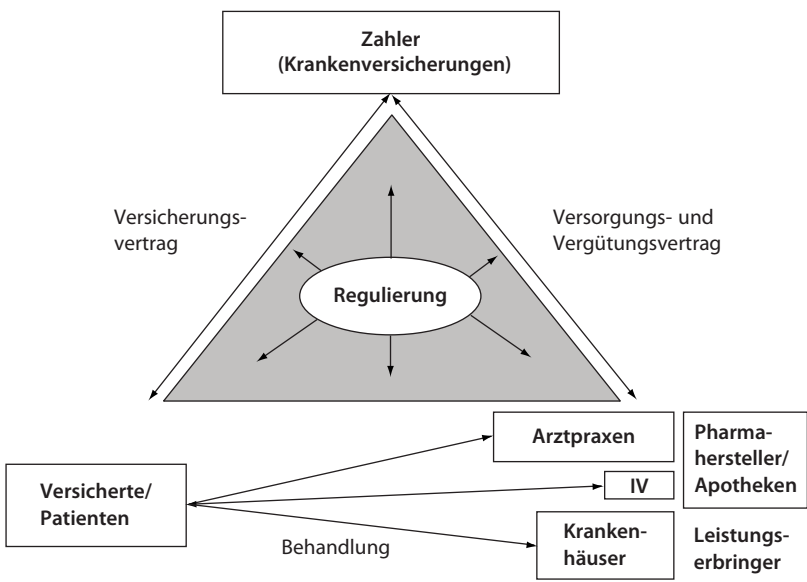 Zahler
(Krankenversicherungen)
Versicherungs-
vertrag
Versorgungs- und
Vergütungsvertrag
Regulierung
Arztpraxen
Pharma-
hersteller/
Apotheken
IV
Versicherte/
Patienten
Behandlung
Kranken-
häuser
Leistungs-
erbringer